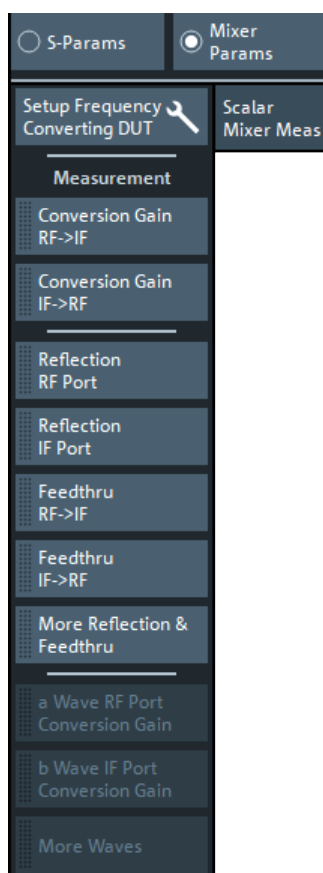 S-Params
Mixer
Params
Setup Frequency
Converting DUT
Scalar
Mixer Meas
Measurement
Conversion Gain
RF->IF
Conversion Gain
IF->RF
Reflection
RF Port
Reflection
IF Port
Feedthru
RF->IF
Feedthru
IF->RF
More Reflection &
Feedthru
a Wave RF Port
Conversion Gain
b Wave IF Port
Conversion Gain
More Waves